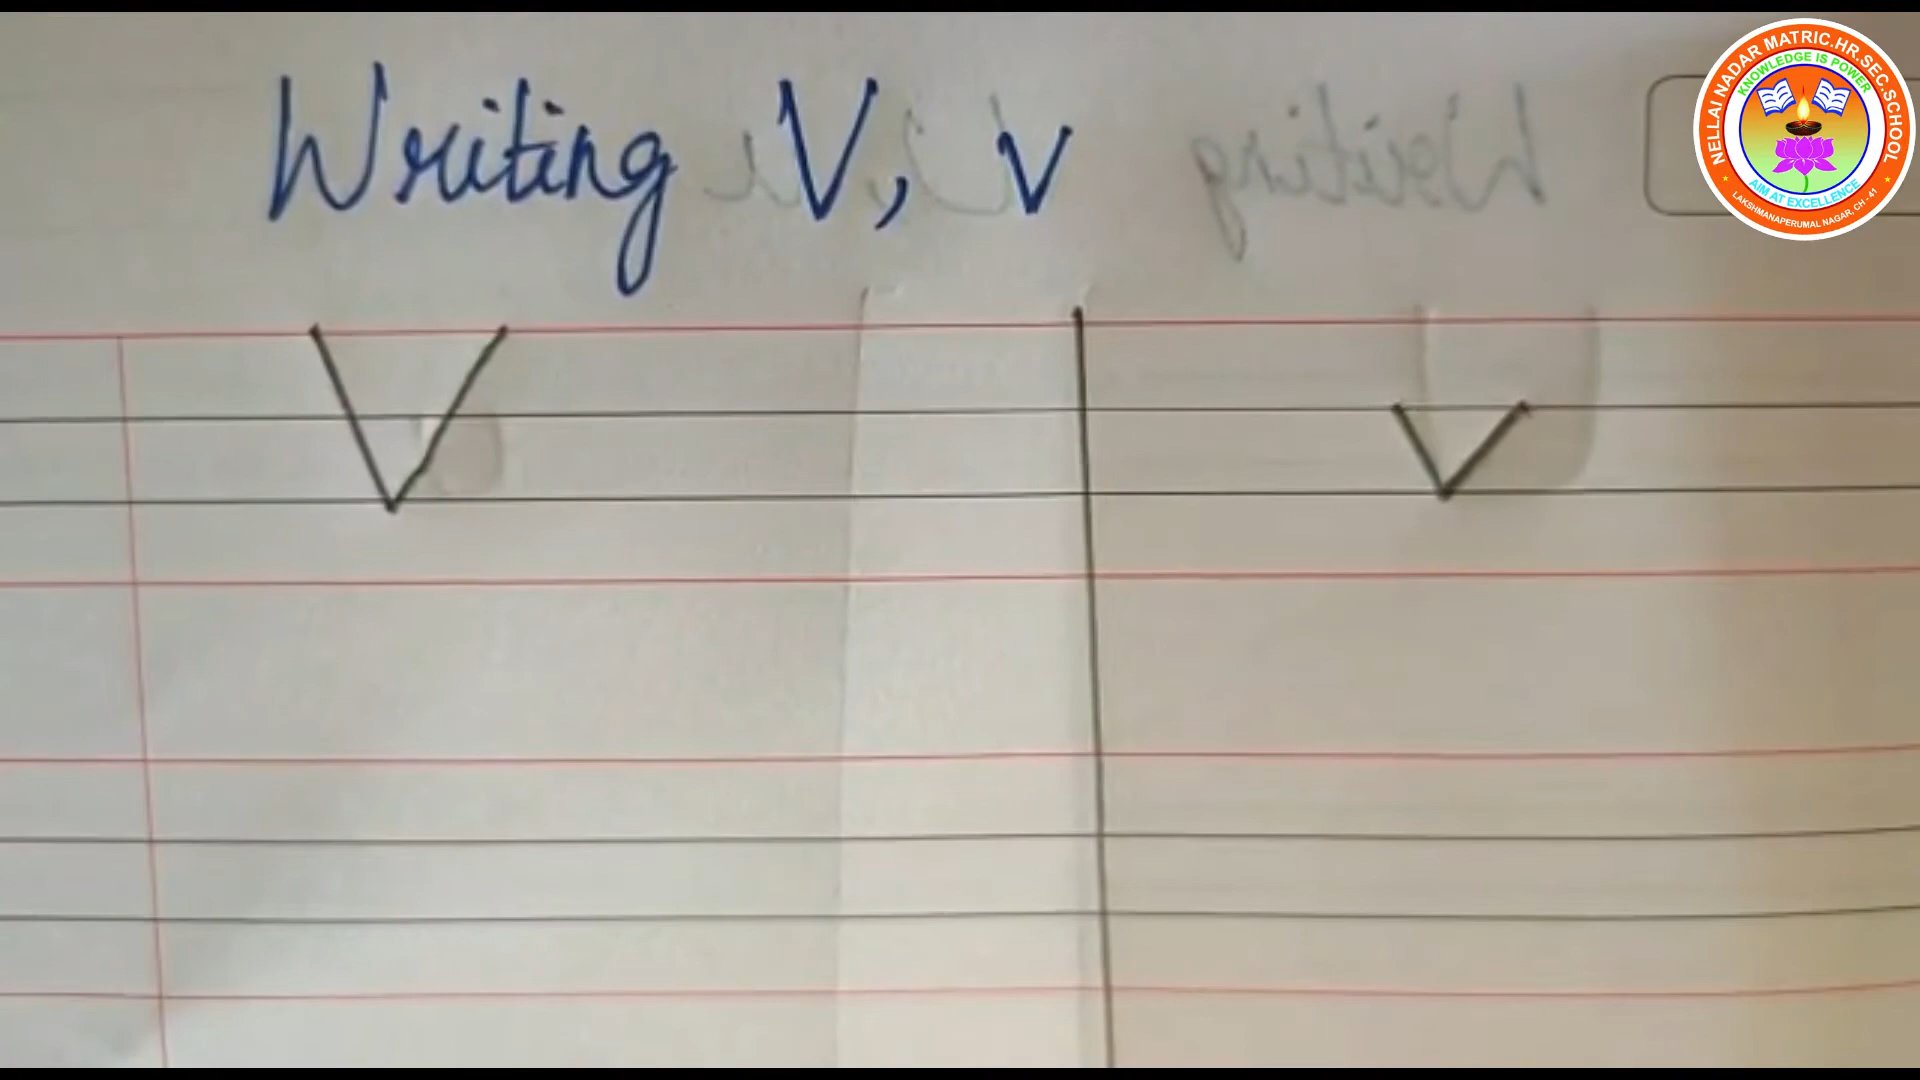 Writing V, v
V v
NELLAI NADAR MATRIC.HR.SEC.SCHOOL
KNOWLEDGE IS POWER
AIM AT EXCELLENCE
LAKSHMANAPERUMAL NAGAR, CH - 41